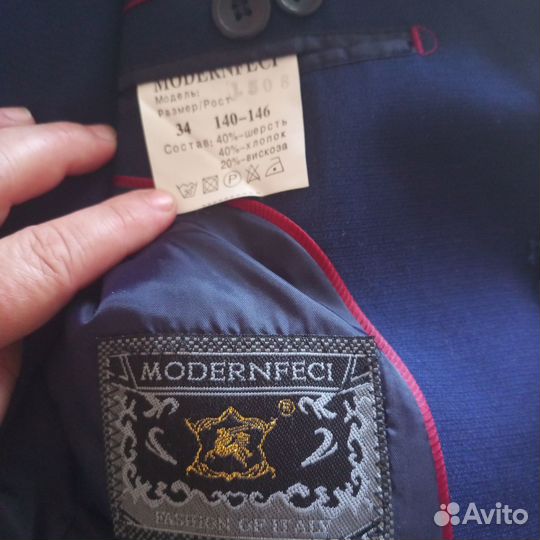 MODERNFECI
Модель: 1508
Размер/Рост
34 140-146
Состав: 40%-шерсть
40%-хлопок
20%-вискоза
P
MODERNFECI
®
FASHION OF ITALY
Avito